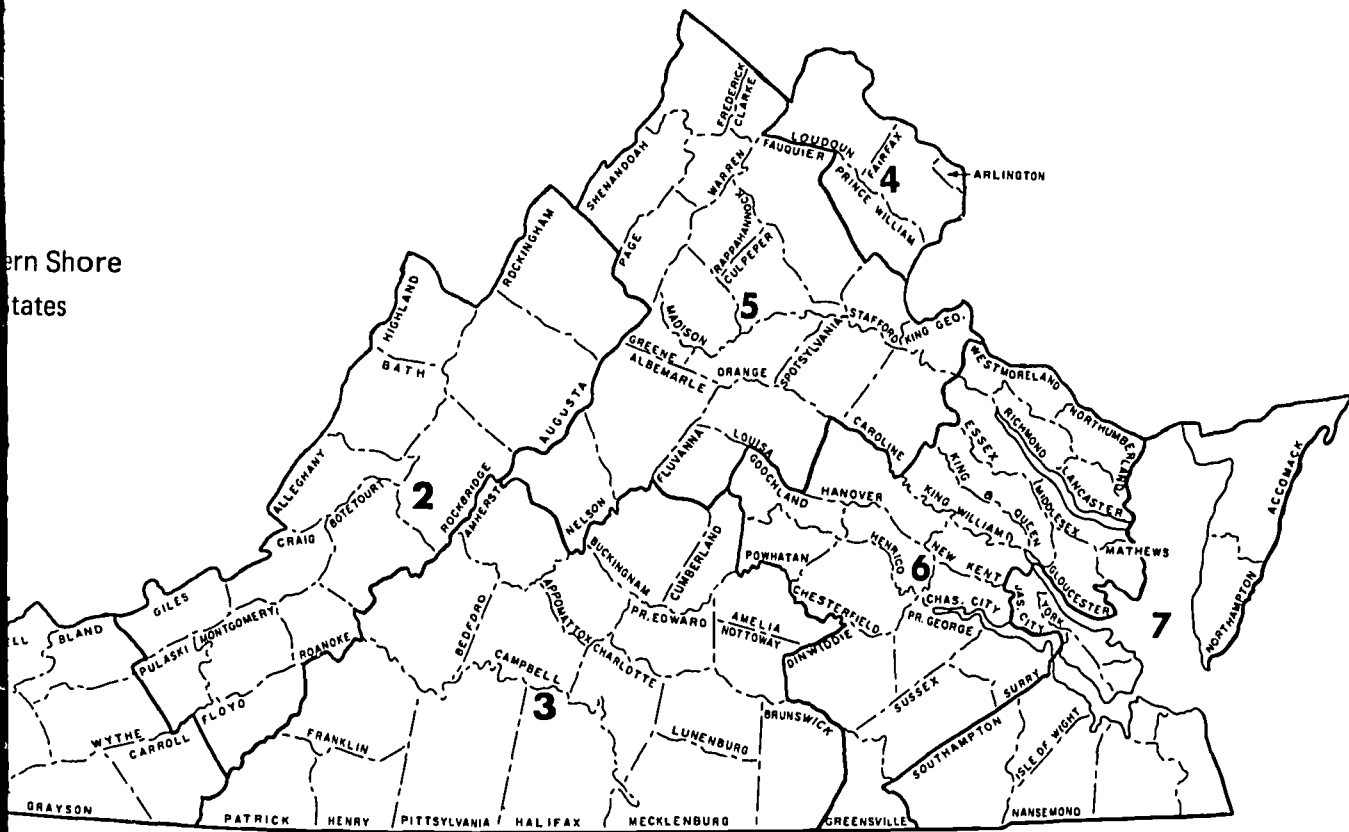 ern Shore
States
FREDERICK
CLARKE
SHENANDOAH
WARREN
FAUQUIER
LOUDOUN
FAIRFAX
4
ARLINGTON
PRINCE WILLIAM
PAGE
RAPPAHANNOCK
CULPEPER
ROCKINGHAM
HIGHLAND
MADISON
5
STAFFORD
KING GEO.
SPOTSYLVANIA
GREENE
ALBEMARLE
ORANGE
BATH
WESTMORELAND
NORTHUMBERLAND
RICHMOND
LANCASTER
ESSEX
AUGUSTA
CAROLINE
LOUISA
FLUVANNA
KING & QUEEN
MIDDLESEX
ACCOMACK
ALLEGHANY
BOTETOURT
2
ROCKBRIDGE
AMHERST
NELSON
GOOCHLAND
HANOVER
KING WILLIAM
MATHEWS
CRAIG
BUCKINGHAM
CUMBERLAND
POWHATAN
HENRICO
6
NEW KENT
GLOUCESTER
GILES
CHAS. CITY
JAS. CITY
YORK
7
NORTHAMPTON
ELL
BLAND
PULASKI
MONTGOMERY
ROANOKE
BEDFORD
APPOMATTOX
PR. EDWARD
AMELIA
NOTTOWAY
CHESTERFIELD
PR. GEORGE
DINWIDDIE
CAMPBELL
CHARLOTTE
3
SUSSEX
SURRY
FLOYD
WYTHE
CARROLL
FRANKLIN
LUNENBURG
BRUNSWICK
SOUTHAMPTON
ISLE OF WIGHT
GRAYSON
PATRICK
HENRY
PITTSYLVANIA
HALIFAX
MECKLENBURG
GREENSVILLE
NANSEMOND